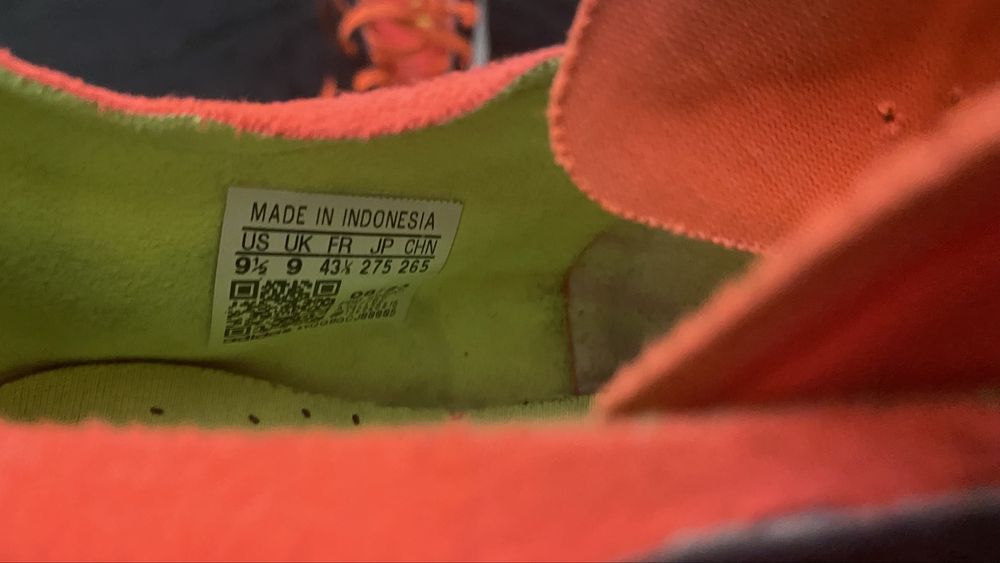 MADE IN INDONESIA
US UK FR JP CHN
9½ 9 43⅓ 275 265